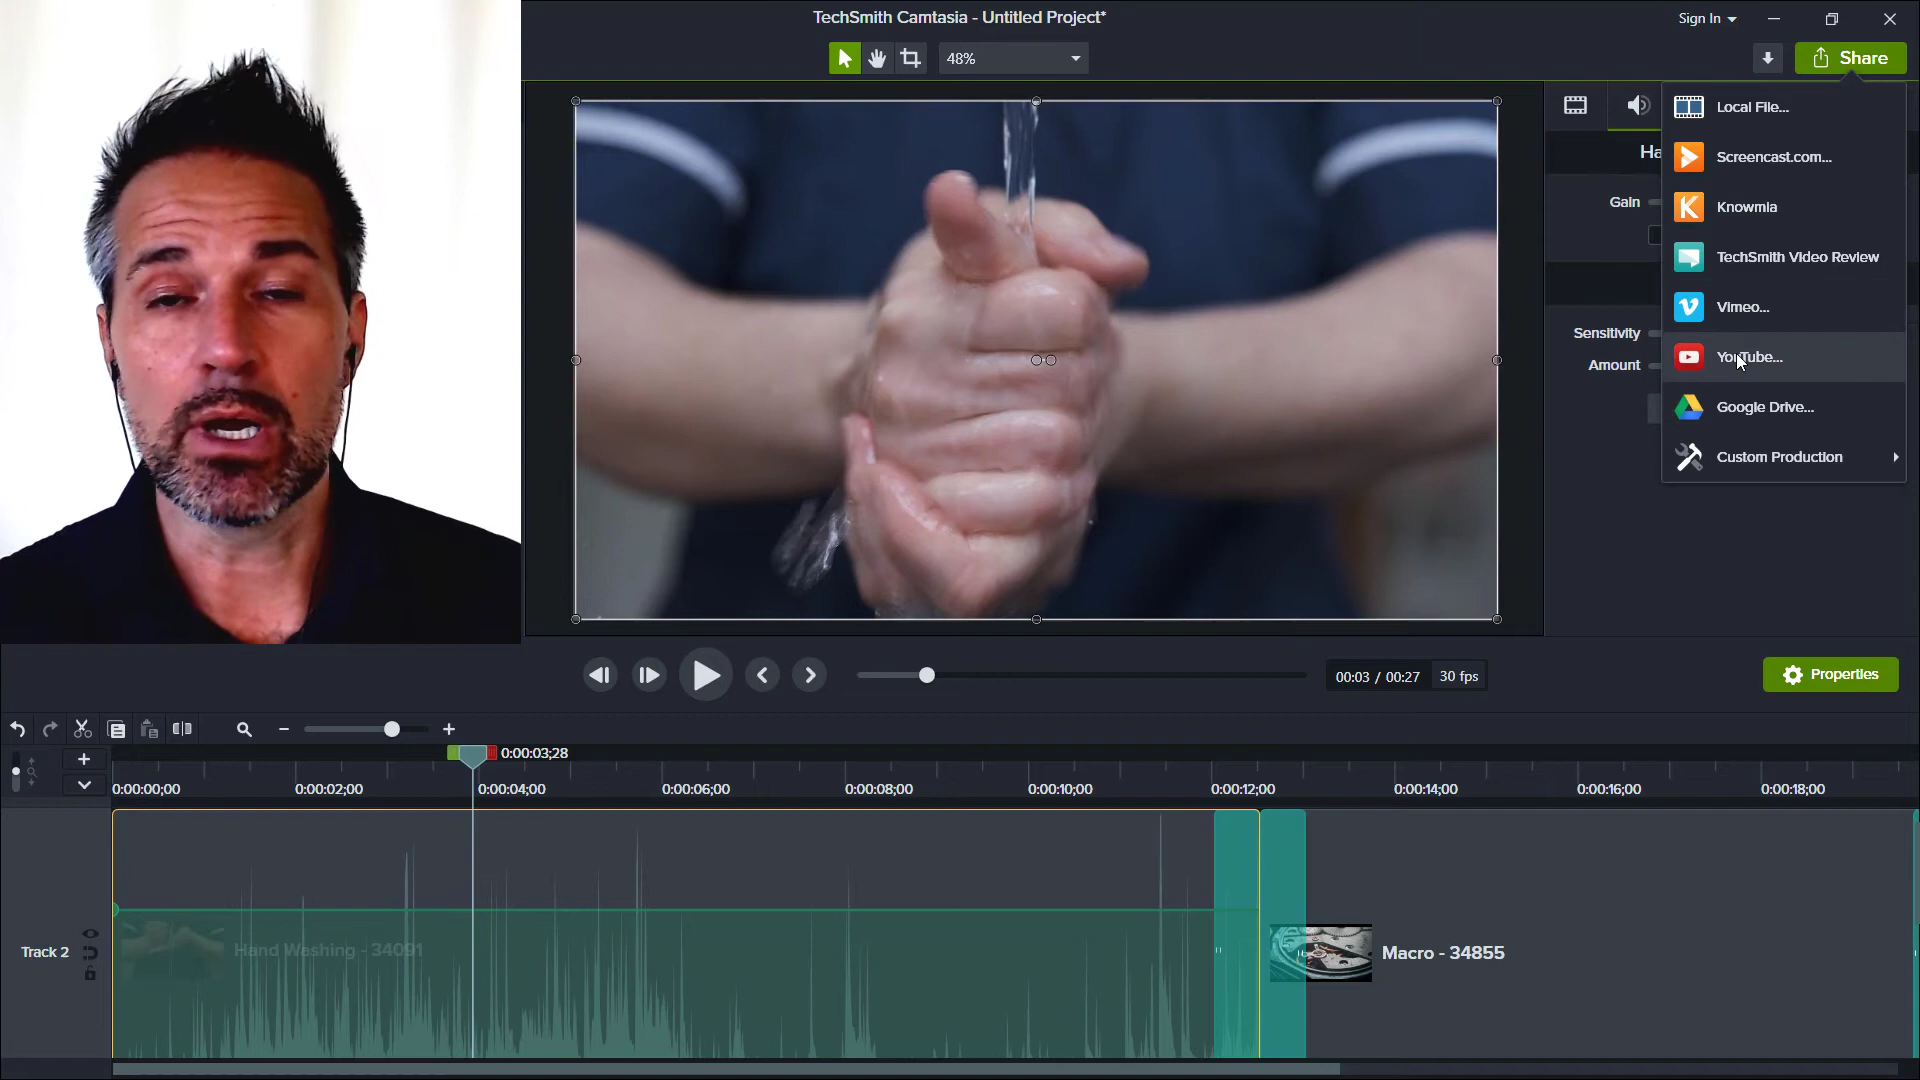 TechSmith Camtasia - Untitled Project*
Sign In
48%
Share
Local File...
Screencast.com...
Knowmia
TechSmith Video Review
Vimeo...
YouTube...
Google Drive...
Custom Production
Ha
Gain
Sensitivity
Amount
00:03 / 00:27
30 fps
Properties
0:00:03;28
0:00:00;00
0:00:02;00
0:00:04;00
0:00:06;00
0:00:08;00
0:00:10;00
0:00:12;00
0:00:14;00
0:00:16;00
0:00:18;00
Track 2
Hand Washing - 34091
Macro - 34855